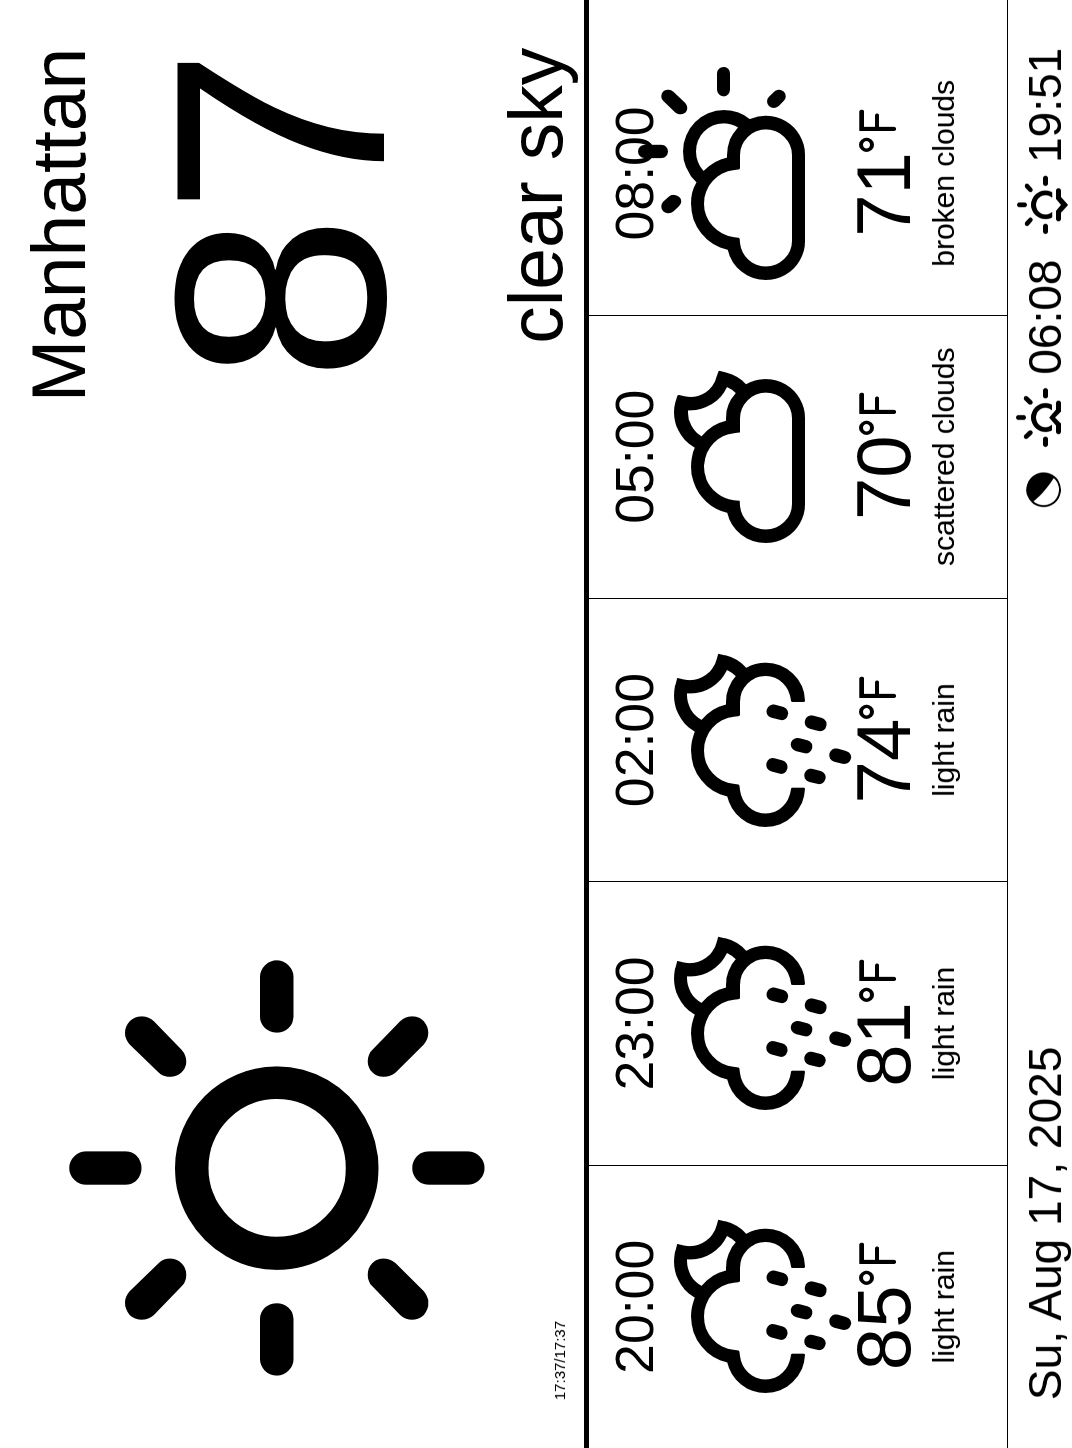 Manhattan
87
clear sky
17:37/17:37
20:00 23:00 02:00 05:00 08:00
85°F 81°F 74°F 70°F 71°F
light rain light rain light rain scattered clouds broken clouds
Su, Aug 17, 2025 06:08 19:51